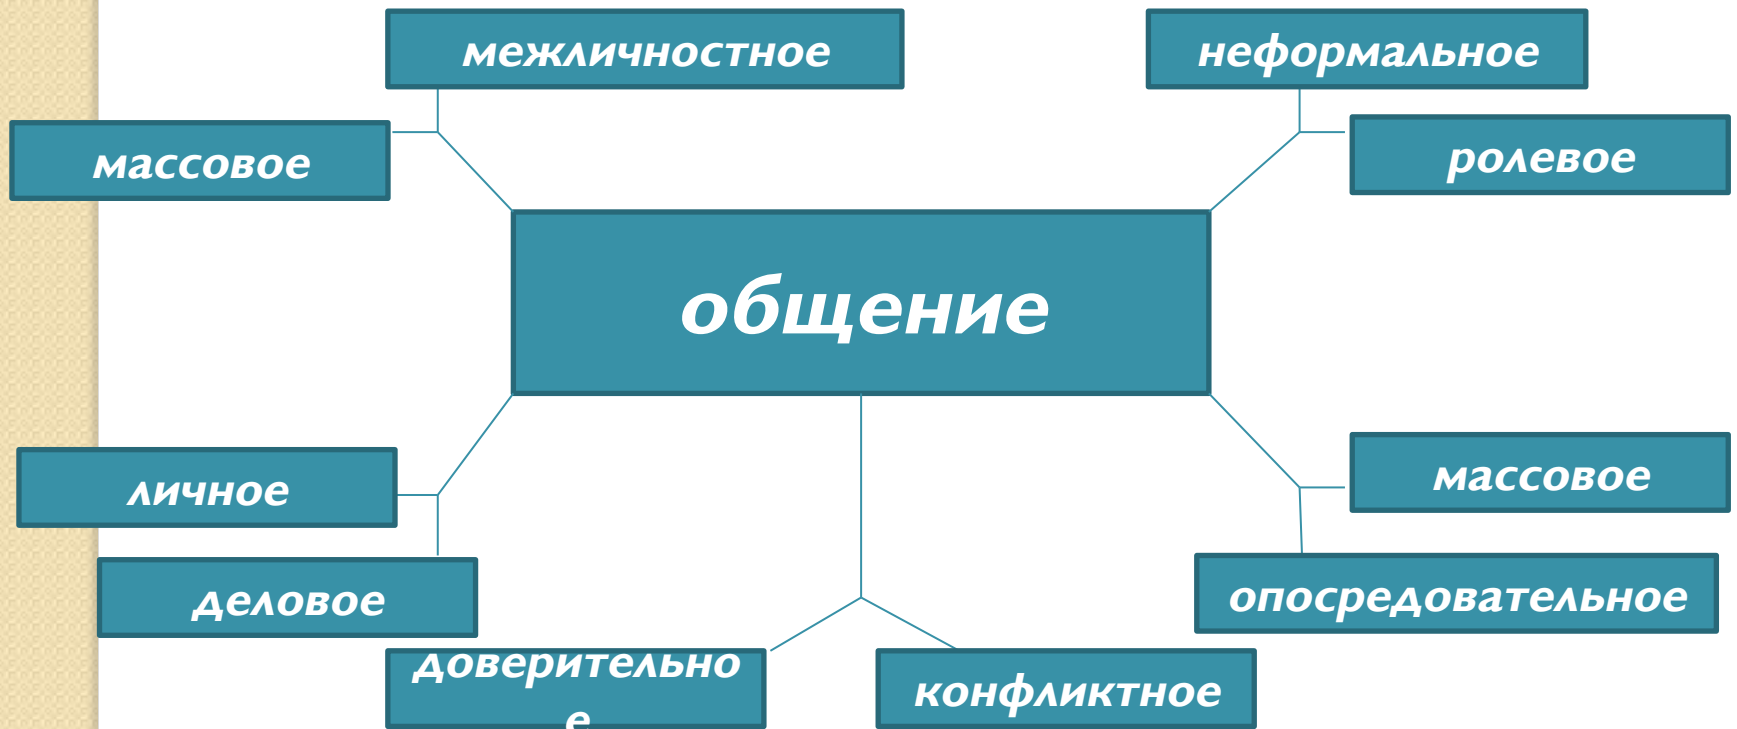 межличностное
неформальное
массовое
ролевое
общение
личное
массовое
деловое
опосредовательное
доверительно
е
конфликтное